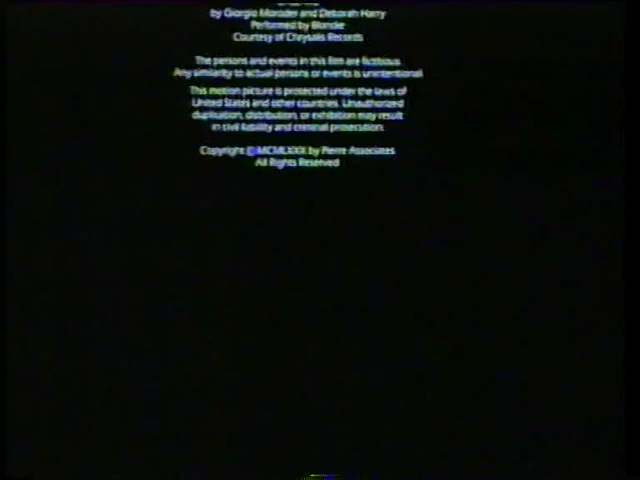 by Giorgio Moroder and Deborah Harry
Performed by Blondie
Courtesy of Chrysalis Records
The persons and events in this film are fictitious.
Any similarity to actual persons or events is unintentional.
This motion picture is protected under the laws of
United States and other countries. Unauthorized
duplication, distribution, or exhibition may result
in civil liability and criminal prosecution.
Copyright © MCMLXXX by Pierre Associates
All Rights Reserved